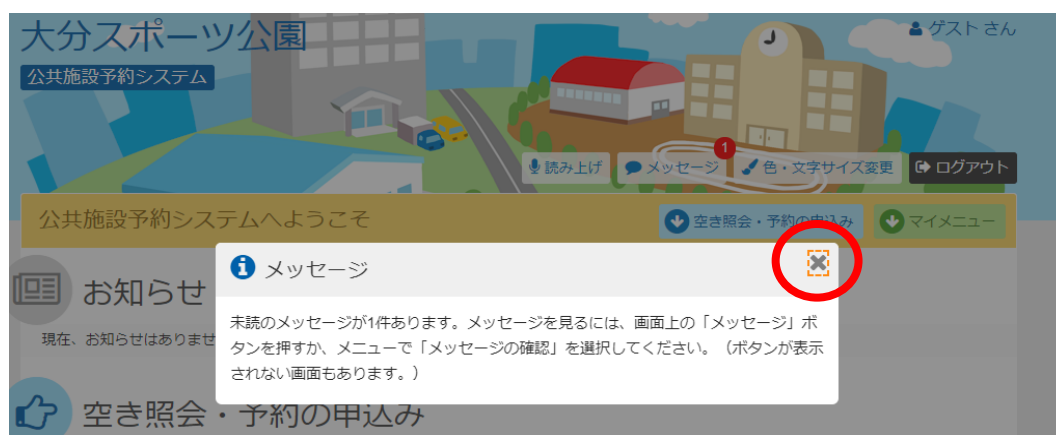 大分スポーツ公園
ゲスト さん
公共施設予約システム
読み上げ
メッセージ
1
色・文字サイズ変更
ログアウト
公共施設予約システムへようこそ
空き照会・予約の申込み
マイメニュー
メッセージ
お知らせ
未読のメッセージが1件あります。メッセージを見るには、画面上の「メッセージ」ボ
現在、お知らせはありませ
タンを押すか、メニューで「メッセージの確認」を選択してください。（ボタンが表示
されない画面もあります。）
空き照会・予約の申込み